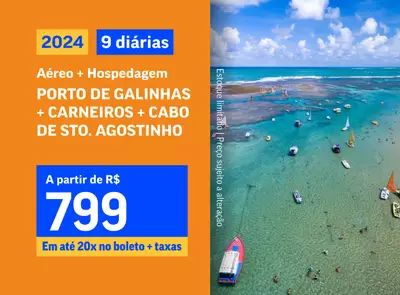 2024 9 diárias
Aéreo + Hospedagem
PORTO DE GALINHAS
+ CARNEIROS + CABO
DE STO. AGOSTINHO
A partir de R$
799
Em até 20x no boleto + taxas
Estoque limitado | Preço sujeito a alteração